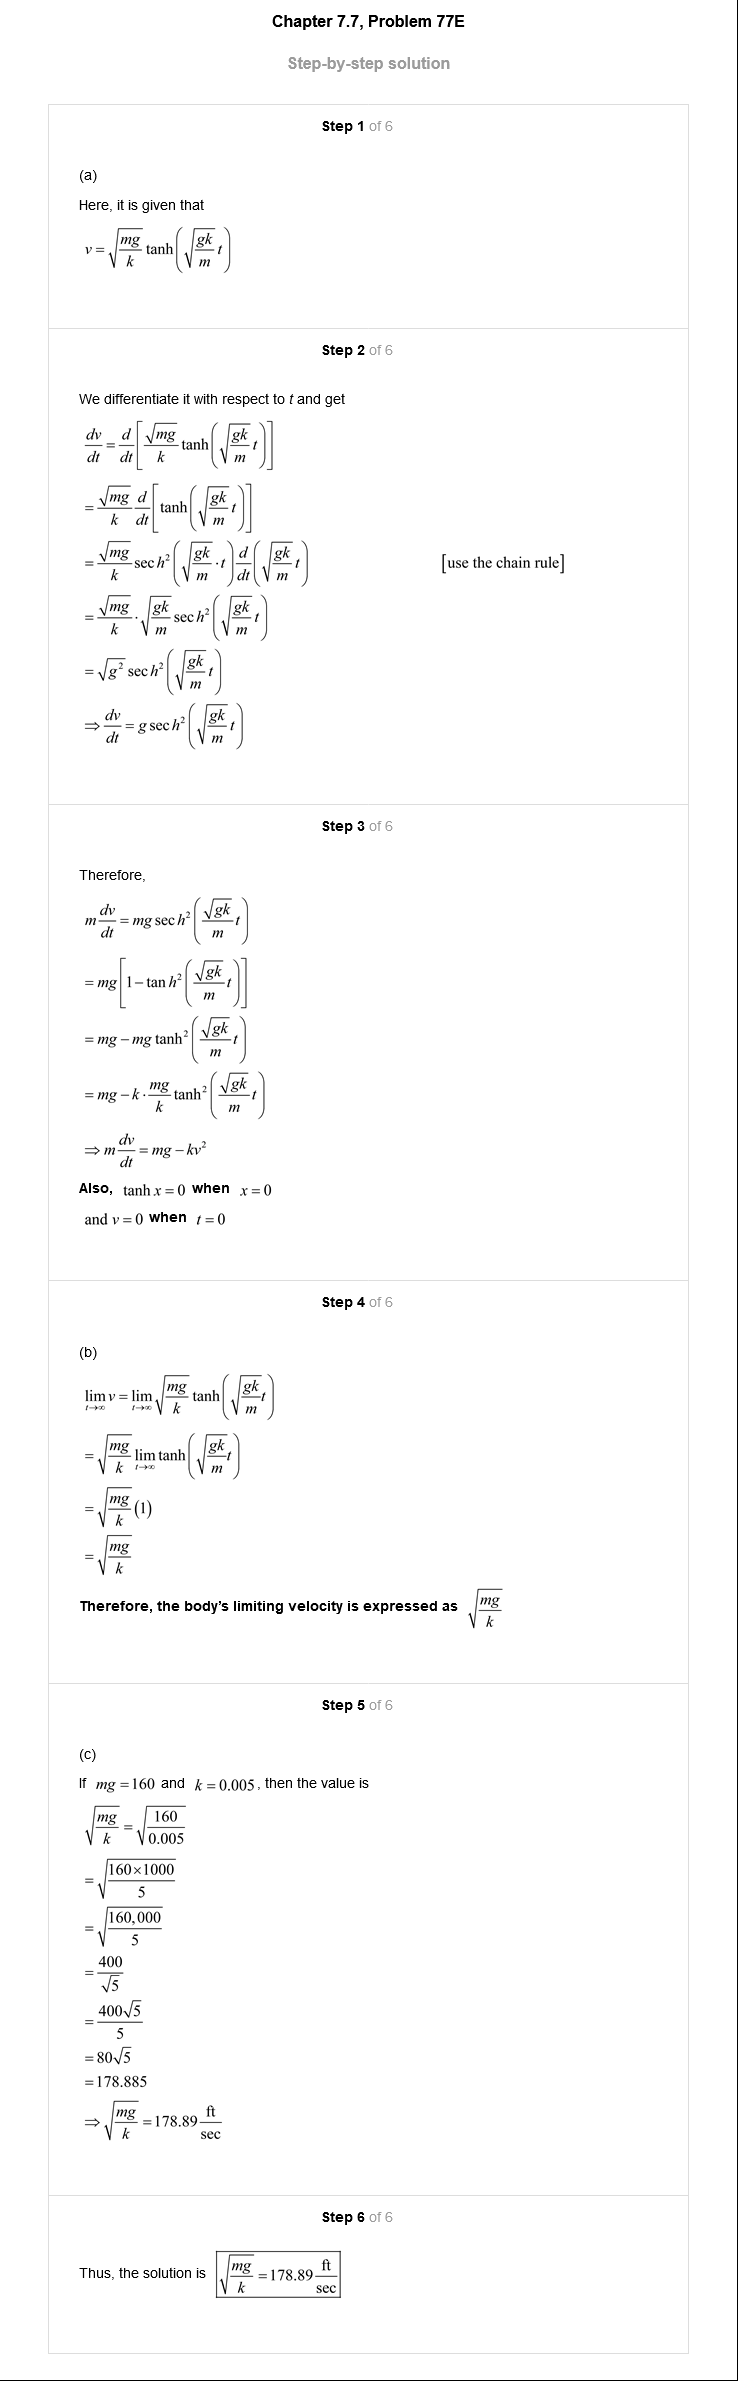 Chapter 7.7, Problem 77E
Step-by-step solution
Step 1 of 6
(a)
Here, it is given that
$v = \sqrt{\frac{mg}{k}} \tanh\left(\sqrt{\frac{gk}{m}}\, t\right)$
Step 2 of 6
We differentiate it with respect to t and get
$\frac{dv}{dt} = \frac{d}{dt}\left[\frac{\sqrt{mg}}{k} \tanh\left(\sqrt{\frac{gk}{m}}\, t\right)\right]$
$= \frac{\sqrt{mg}}{k} \frac{d}{dt}\left[\tanh\left(\sqrt{\frac{gk}{m}}\, t\right)\right]$
$= \frac{\sqrt{mg}}{k} \sec h^2\left(\sqrt{\frac{gk}{m}} \cdot t\right) \frac{d}{dt}\left(\sqrt{\frac{gk}{m}}\, t\right)$ [use the chain rule]
$= \frac{\sqrt{mg}}{k} \cdot \sqrt{\frac{gk}{m}} \sec h^2\left(\sqrt{\frac{gk}{m}}\, t\right)$
$= \sqrt{g^2} \sec h^2\left(\sqrt{\frac{gk}{m}}\, t\right)$
$\Rightarrow \frac{dv}{dt} = g \sec h^2\left(\sqrt{\frac{gk}{m}}\, t\right)$
Step 3 of 6
Therefore,
$m\frac{dv}{dt} = mg \sec h^2\left(\frac{\sqrt{gk}}{m} t\right)$
$= mg\left[1 - \tan h^2\left(\frac{\sqrt{gk}}{m} t\right)\right]$
$= mg - mg \tanh^2\left(\frac{\sqrt{gk}}{m} t\right)$
$= mg - k \cdot \frac{mg}{k} \tanh^2\left(\frac{\sqrt{gk}}{m} t\right)$
$\Rightarrow m\frac{dv}{dt} = mg - kv^2$
Also, $\tanh x = 0$ when $x = 0$
and $v = 0$ when $t = 0$
Step 4 of 6
(b)
$\lim_{t \to \infty} v = \lim_{t \to \infty} \sqrt{\frac{mg}{k}} \tanh\left(\sqrt{\frac{gk}{m}} t\right)$
$= \sqrt{\frac{mg}{k}} \lim_{t \to \infty} \tanh\left(\sqrt{\frac{gk}{m}} t\right)$
$= \sqrt{\frac{mg}{k}} (1)$
$= \sqrt{\frac{mg}{k}}$
Therefore, the body's limiting velocity is expressed as $\sqrt{\frac{mg}{k}}$
Step 5 of 6
(c)
If $mg = 160$ and $k = 0.005$, then the value is
$\sqrt{\frac{mg}{k}} = \sqrt{\frac{160}{0.005}}$
$= \sqrt{\frac{160 \times 1000}{5}}$
$= \sqrt{\frac{160,000}{5}}$
$= \frac{400}{\sqrt{5}}$
$= \frac{400\sqrt{5}}{5}$
$= 80\sqrt{5}$
$= 178.885$
$\Rightarrow \sqrt{\frac{mg}{k}} = 178.89 \frac{\text{ft}}{\text{sec}}$
Step 6 of 6
Thus, the solution is $\sqrt{\frac{mg}{k}} = 178.89 \frac{\text{ft}}{\text{sec}}$